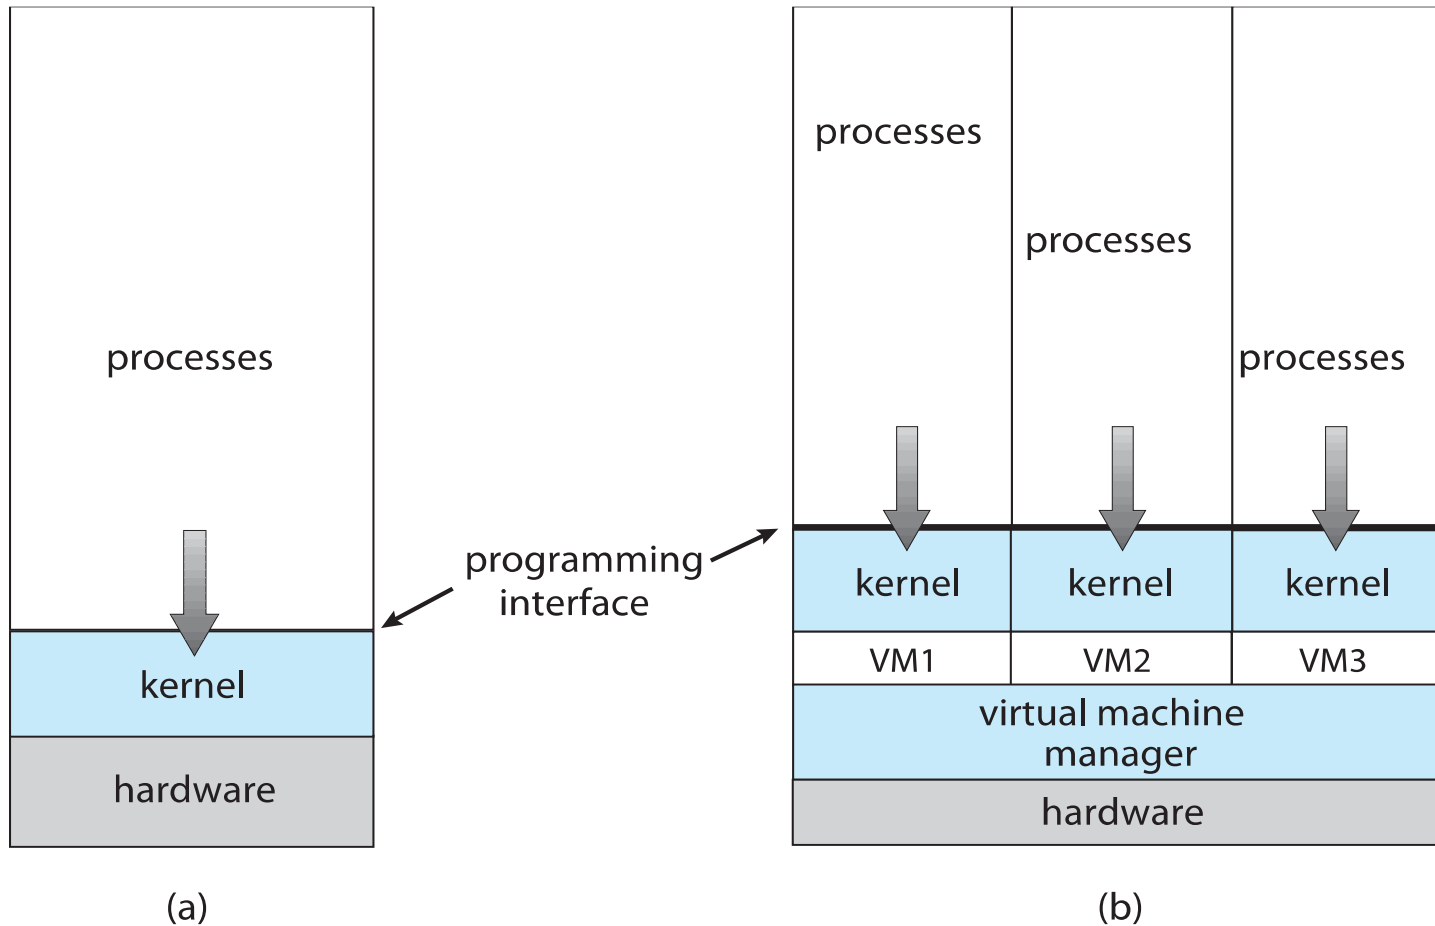 processes
kernel
hardware
(a)
programming
interface
processes
processes
processes
kernel
kernel
kernel
VM1
VM2
VM3
virtual machine
manager
hardware
(b)